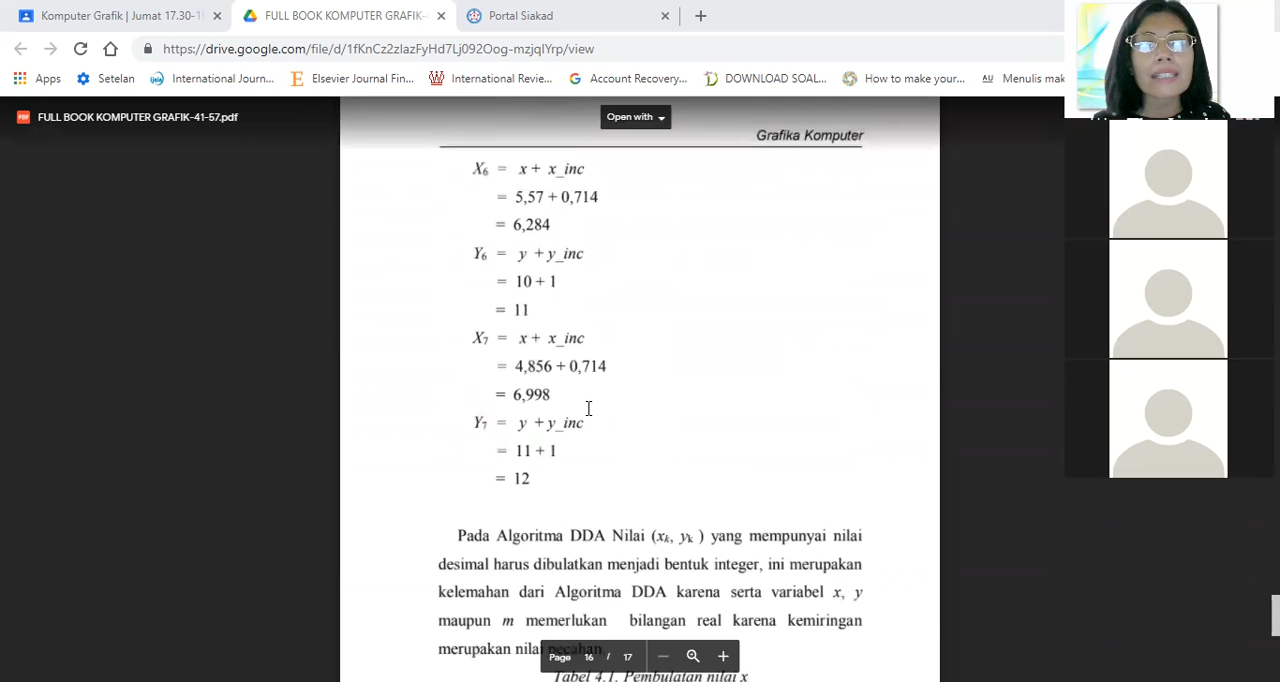 Komputer Grafik | Jumat 17.30-1
FULL BOOK KOMPUTER GRAFIK-
Portal Siakad
https://drive.google.com/file/d/1fKnCz2zIazFyHd7Lj092Oog-mzjqIYrp/view
Apps
Setelan
International Journ...
Elsevier Journal Fin...
International Revie...
Account Recovery...
DOWNLOAD SOAL...
How to make your...
Menulis mak
FULL BOOK KOMPUTER GRAFIK-41-57.pdf
Open with
Grafika Komputer
X6 = x + x_inc
= 5,57 + 0,714
= 6,284
Y6 = y + y_inc
= 10 + 1
= 11
X7 = x + x_inc
= 4,856 + 0,714
= 6,998
Y7 = y + y_inc
= 11 + 1
= 12
Pada Algoritma DDA Nilai (xk, yk ) yang mempunyai nilai
desimal harus dibulatkan menjadi bentuk integer, ini merupakan
kelemahan dari Algoritma DDA karena serta variabel x, y
maupun m memerlukan bilangan real karena kemiringan
merupakan nilai pecahan.
Page 16 / 17
Tabel 4.1. Pembulatan nilai x